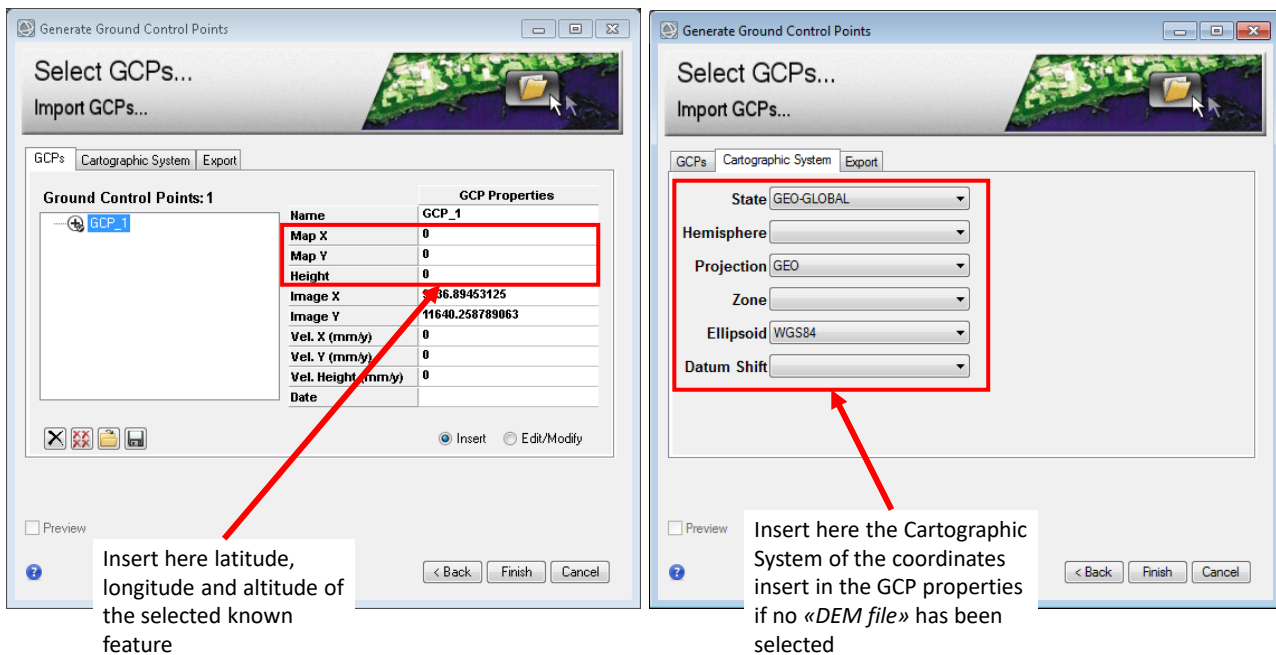 Generate Ground Control Points
Select GCPs...
Import GCPs...
GCPs Cartographic System Export
Ground Control Points: 1
GCP_1
GCP Properties
Name GCP_1
Map X 0
Map Y 0
Height 0
Image X 36.89453125
Image Y 11640.258789063
Vel. X (mm/y) 0
Vel. Y (mm/y) 0
Vel. Height (mm/y) 0
Date
Insert Edit/Modify
Preview
< Back Finish Cancel
Insert here latitude,
longitude and altitude of
the selected known
feature
Generate Ground Control Points
Select GCPs...
Import GCPs...
GCPs Cartographic System Export
State GEO-GLOBAL
Hemisphere
Projection GEO
Zone
Ellipsoid WGS84
Datum Shift
Preview
< Back Finish Cancel
Insert here the Cartographic
System of the coordinates
insert in the GCP properties
if no «DEM file» has been
selected